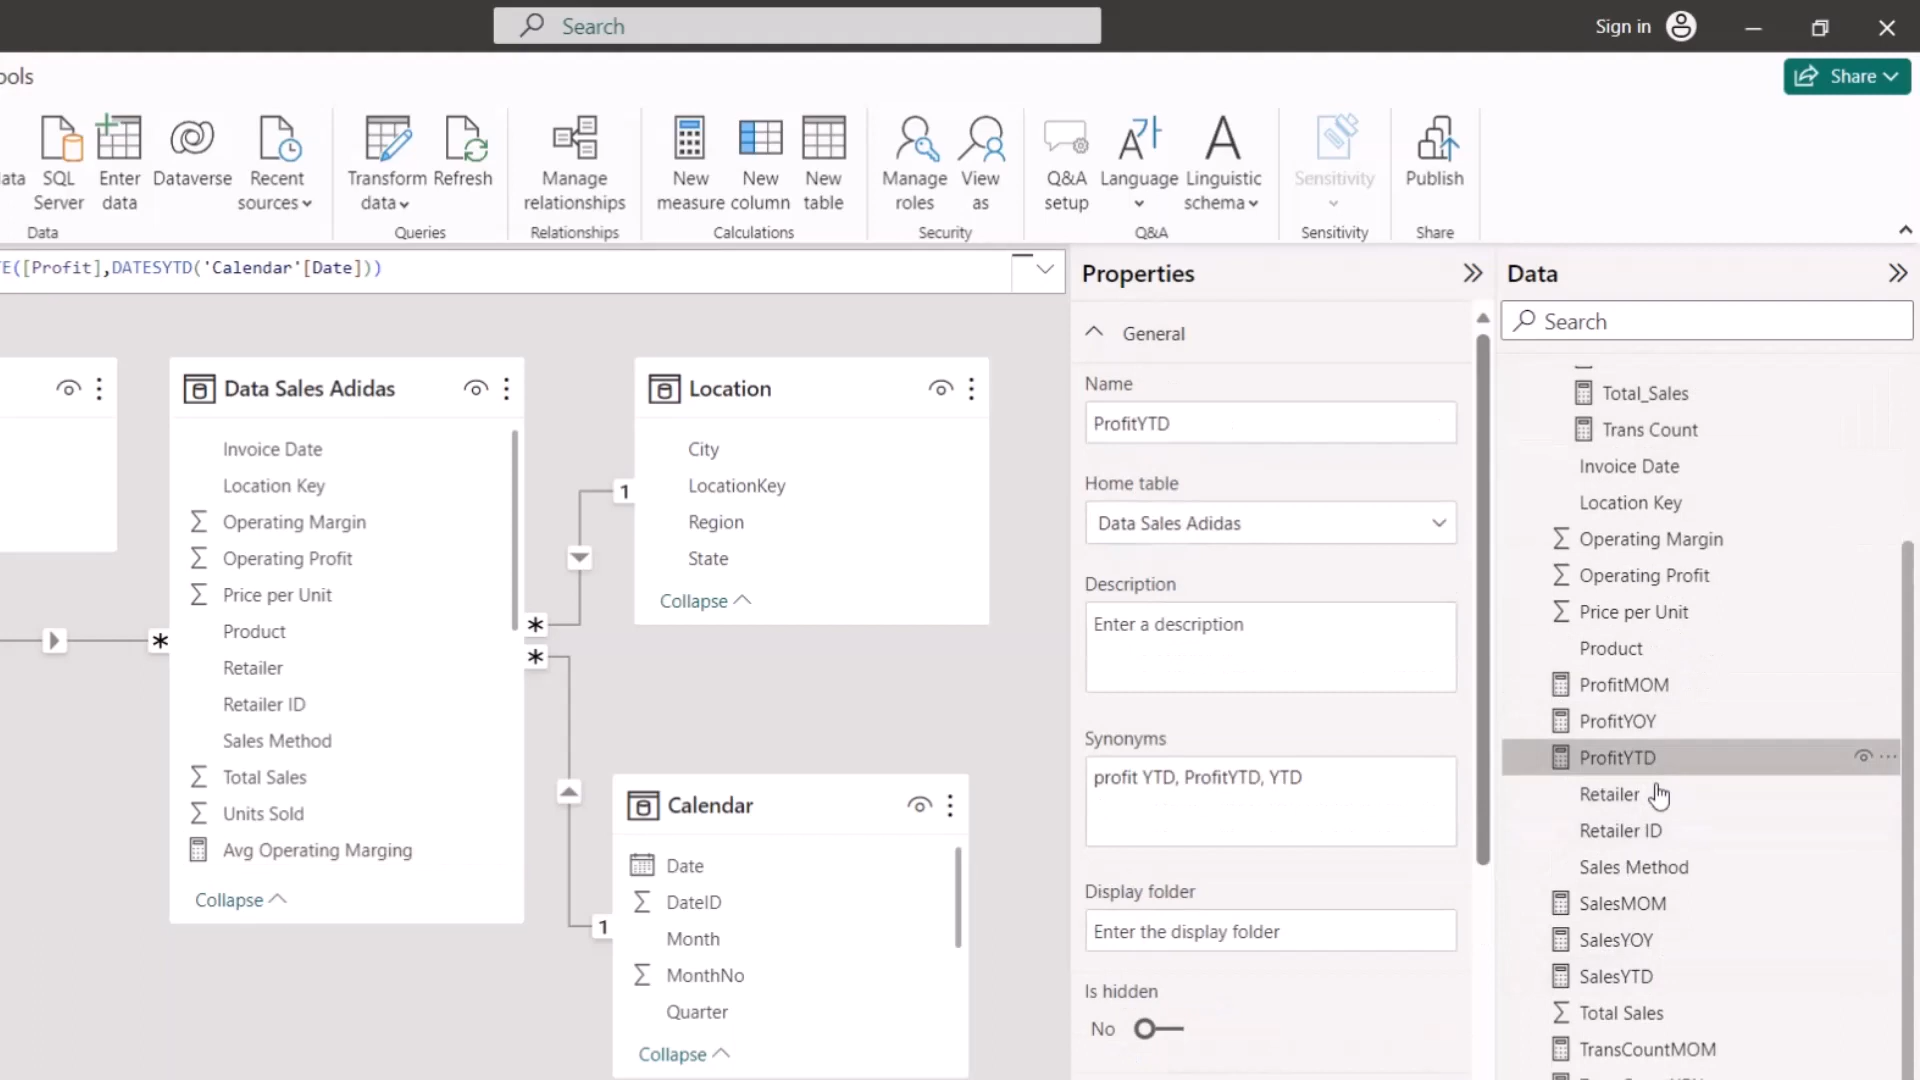 Search
Sign in
ools
Share
ata
SQL
Server
Enter
data
Dataverse
Recent
sources
Transform
data
Refresh
Manage
relationships
New
measure
New
column
New
table
Manage
roles
View
as
Q&A
setup
Language
Linguistic
schema
Sensitivity
Publish
Data
Queries
Relationships
Calculations
Security
Q&A
Sensitivity
Share
E([Profit],DATESYTD('Calendar'[Date]))
Data Sales Adidas
Invoice Date
Location Key
Operating Margin
Operating Profit
Price per Unit
Product
Retailer
Retailer ID
Sales Method
Total Sales
Units Sold
Avg Operating Marging
Collapse
*
*
*
1
1
Location
City
LocationKey
Region
State
Collapse
Calendar
Date
DateID
Month
MonthNo
Quarter
Collapse
Properties
General
Name
ProfitYTD
Home table
Data Sales Adidas
Description
Enter a description
Synonyms
profit YTD, ProfitYTD, YTD
Display folder
Enter the display folder
Is hidden
No
Data
Search
Total_Sales
Trans Count
Invoice Date
Location Key
Operating Margin
Operating Profit
Price per Unit
Product
ProfitMOM
ProfitYOY
ProfitYTD
Retailer
Retailer ID
Sales Method
SalesMOM
SalesYOY
SalesYTD
Total Sales
TransCountMOM